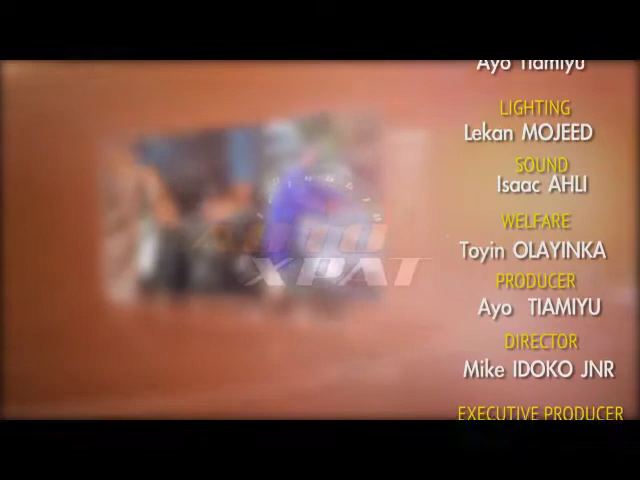 Ayo Tiamiyu
LIGHTING
Lekan MOJEED
SOUND
Isaac AHLI
WELFARE
Toyin OLAYINKA
PRODUCER
Ayo TIAMIYU
DIRECTOR
Mike IDOKO JNR
EXECUTIVE PRODUCER
XPAT